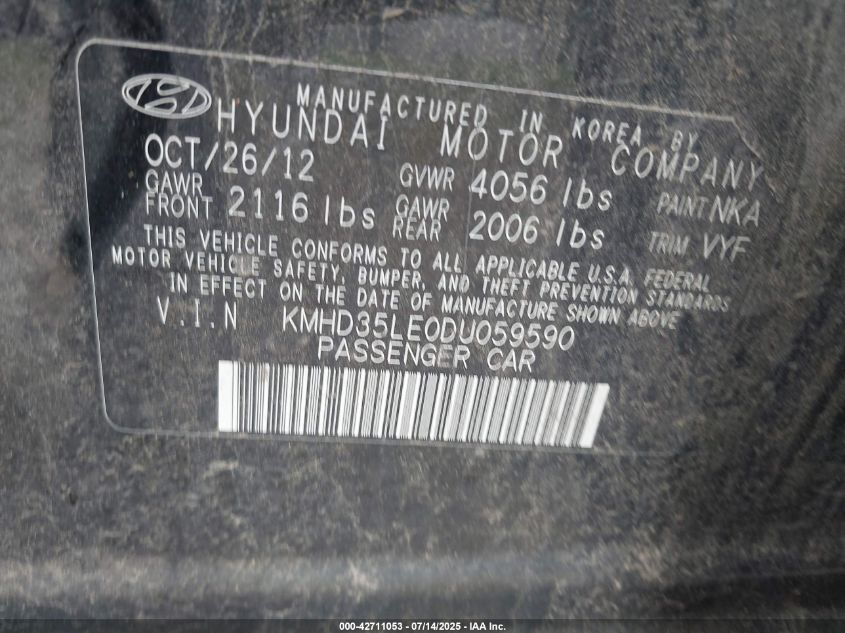 MANUFACTURED IN KOREA BY
HYUNDAI MOTOR COMPANY
OCT/26/12 GVWR 4056 lbs PAINT NKA
GAWR FRONT 2116 lbs GAWR REAR 2006 lbs TRIM VYF
THIS VEHICLE CONFORMS TO ALL APPLICABLE U.S.A. FEDERAL
MOTOR VEHICLE SAFETY, BUMPER, AND THEFT PREVENTION STANDARDS
IN EFFECT ON THE DATE OF MANUFACTURE SHOWN ABOVE
V.I.N KMHD35LE0DU059590
PASSENGER CAR
000-42711053 - 07/14/2025 - IAA Inc.